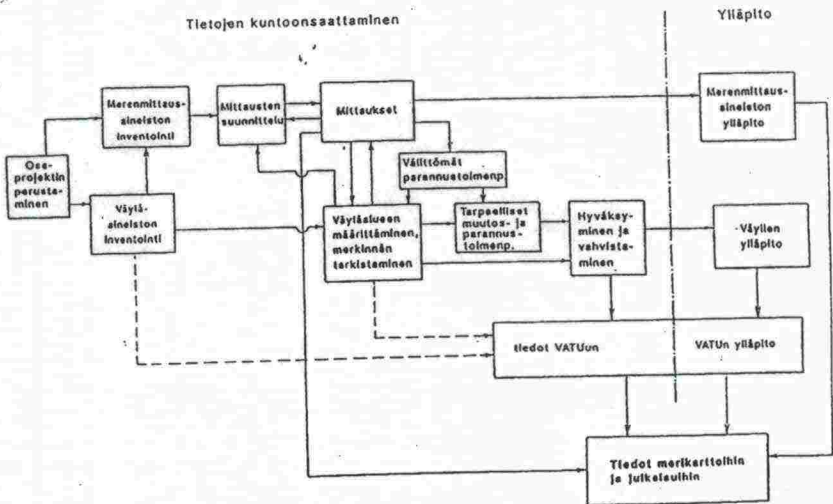 Tietojen kuntoonsaattaminen
Ylläpito
Merenmittaus-
aineiston
inventointi
Mittausten
suunnittelu
Mittaukset
Merenmittaus-
aineiston
ylläpito
Osa-
projektin
perusta-
minen
Välittömät
parannustoimenp.
Väylä-
aineiston
inventointi
Väyläalueen
määrittäminen,
merkinnän
tarkistaminen
Tarpeelliset
muutos- ja
parannus-
toimenp.
Hyväksy-
minen ja
vahvista-
minen
Väylien
ylläpito
tiedot VATUun
VATUn ylläpito
Tiedot merikarttoihin
ja julkaisuihin